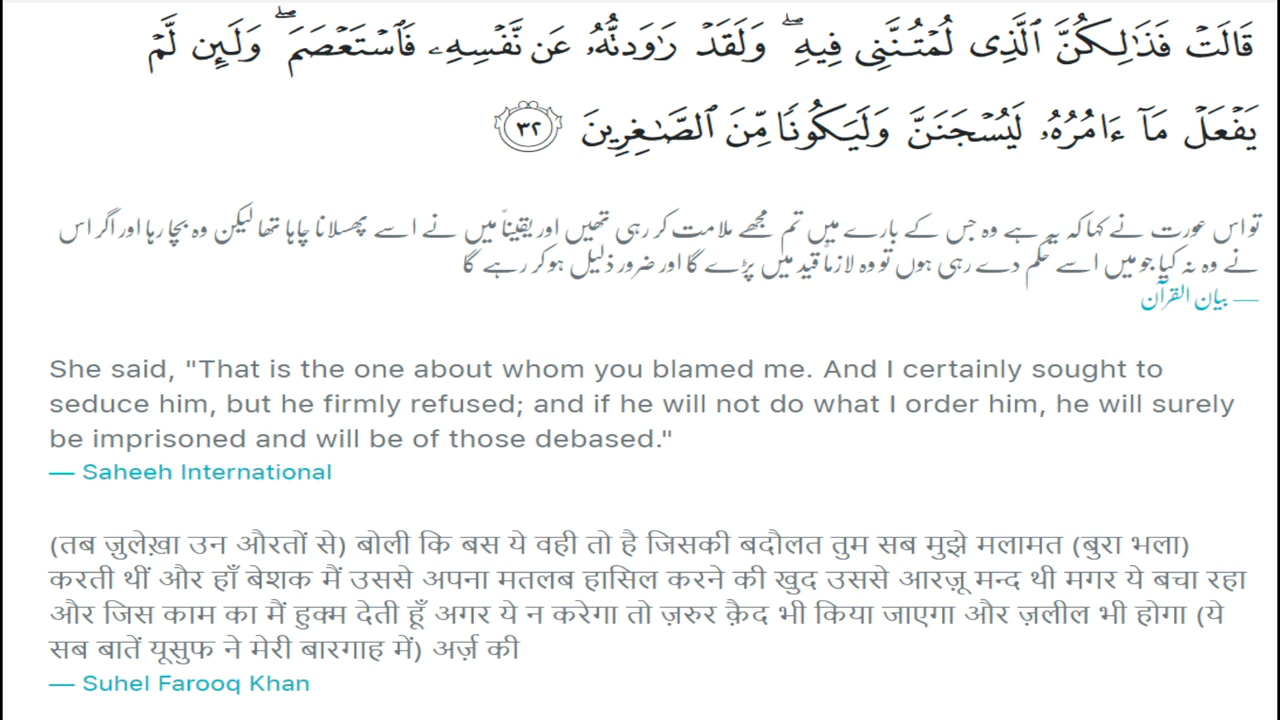 قَالَتۡ فَذَٰلِكُنَّ ٱلَّذِى لُمۡتُنَّنِى فِيهِۖ وَلَقَدۡ رَٰوَدتُّهُۥ عَن نَّفۡسِهِۦ فَٱسۡتَعۡصَمَۖ وَلَئِن لَّمۡ
يَفۡعَلۡ مَآ ءَامُرُهُۥ لَيُسۡجَنَنَّ وَلَيَكُونًا مِّنَ ٱلصَّٰغِرِينَ ٣٢
تو اس عورت نے کہا کہ یہ ہے وہ جس کے بارے میں تم مجھے ملامت کر رہی تھیں اور یقیناً میں نے اسے پھسلانا چاہا تھا لیکن وہ بچا رہا اور اگر اس
نے وہ نہ کیا جو میں اسے حکم دے رہی ہوں تو وہ لازماً قید میں پڑے گا اور ضرور ذلیل ہو کر رہے گا
— بیان القرآن
She said, "That is the one about whom you blamed me. And I certainly sought to
seduce him, but he firmly refused; and if he will not do what I order him, he will surely
be imprisoned and will be of those debased."
— Saheeh International
(तब ज़ुलेख़ा उन औरतों से) बोली कि बस ये वही तो है जिसकी बदौलत तुम सब मुझे मलामत (बुरा भला)
करती थीं और हाँ बेशक मैं उससे अपना मतलब हासिल करने की खुद उससे आरज़ू मन्द थी मगर ये बचा रहा
और जिस काम का मैं हुक्म देती हूँ अगर ये न करेगा तो ज़रुर क़ैद भी किया जाएगा और ज़लील भी होगा (ये
सब बातें यूसुफ ने मेरी बारगाह में) अर्ज़ की
— Suhel Farooq Khan